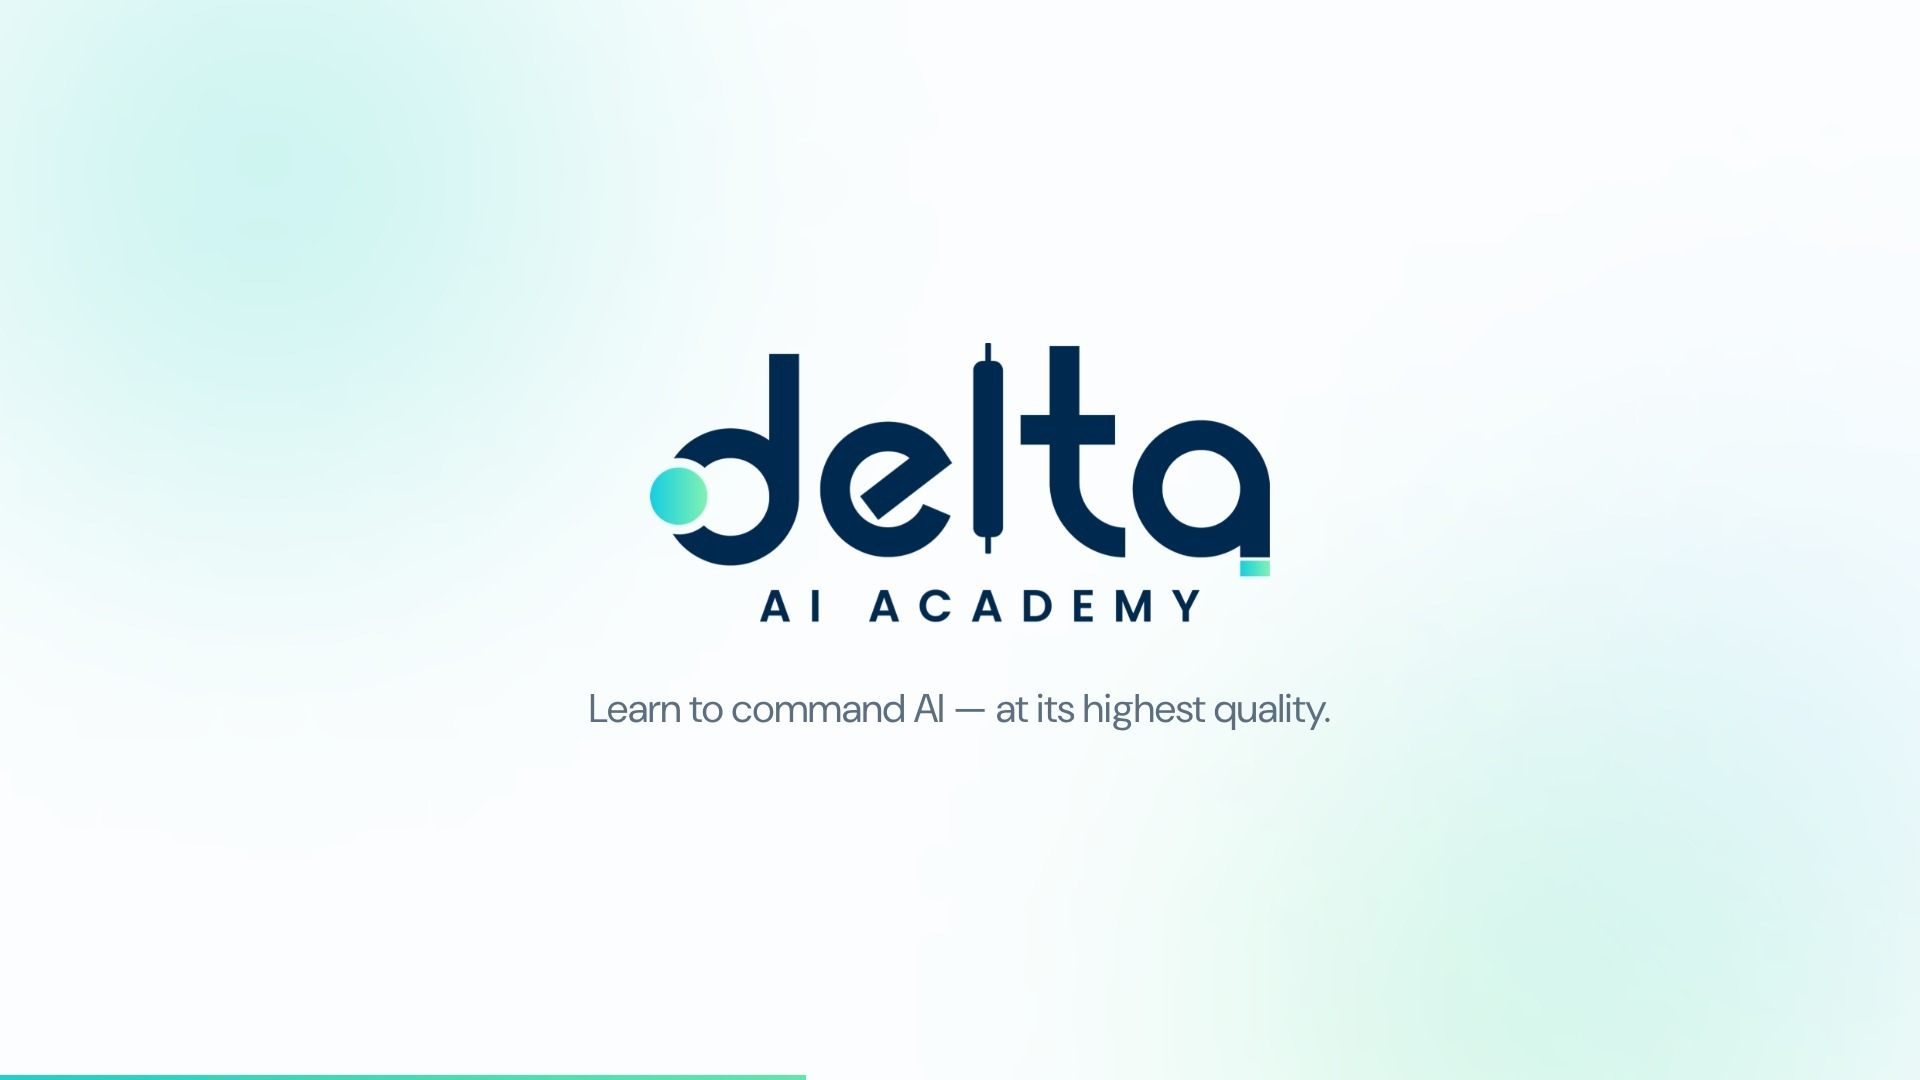 delta
AI ACADEMY
Learn to command AI — at its highest quality.